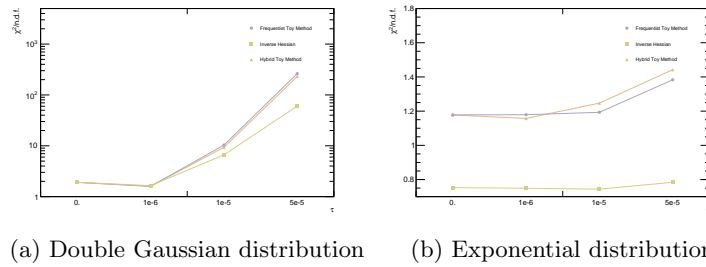 χ²/n.d.f.
10³
10²
10
1
Frequentist Toy Method
Inverse Hessian
Hybrid Toy Method
0. 1e-6 1e-5 5e-5
τ
χ²/n.d.f.
1.8
1.6
1.4
1.2
1
0.8
Frequentist Toy Method
Inverse Hessian
Hybrid Toy Method
0. 1e-6 1e-5 5e-5
(a) Double Gaussian distribution
(b) Exponential distribution